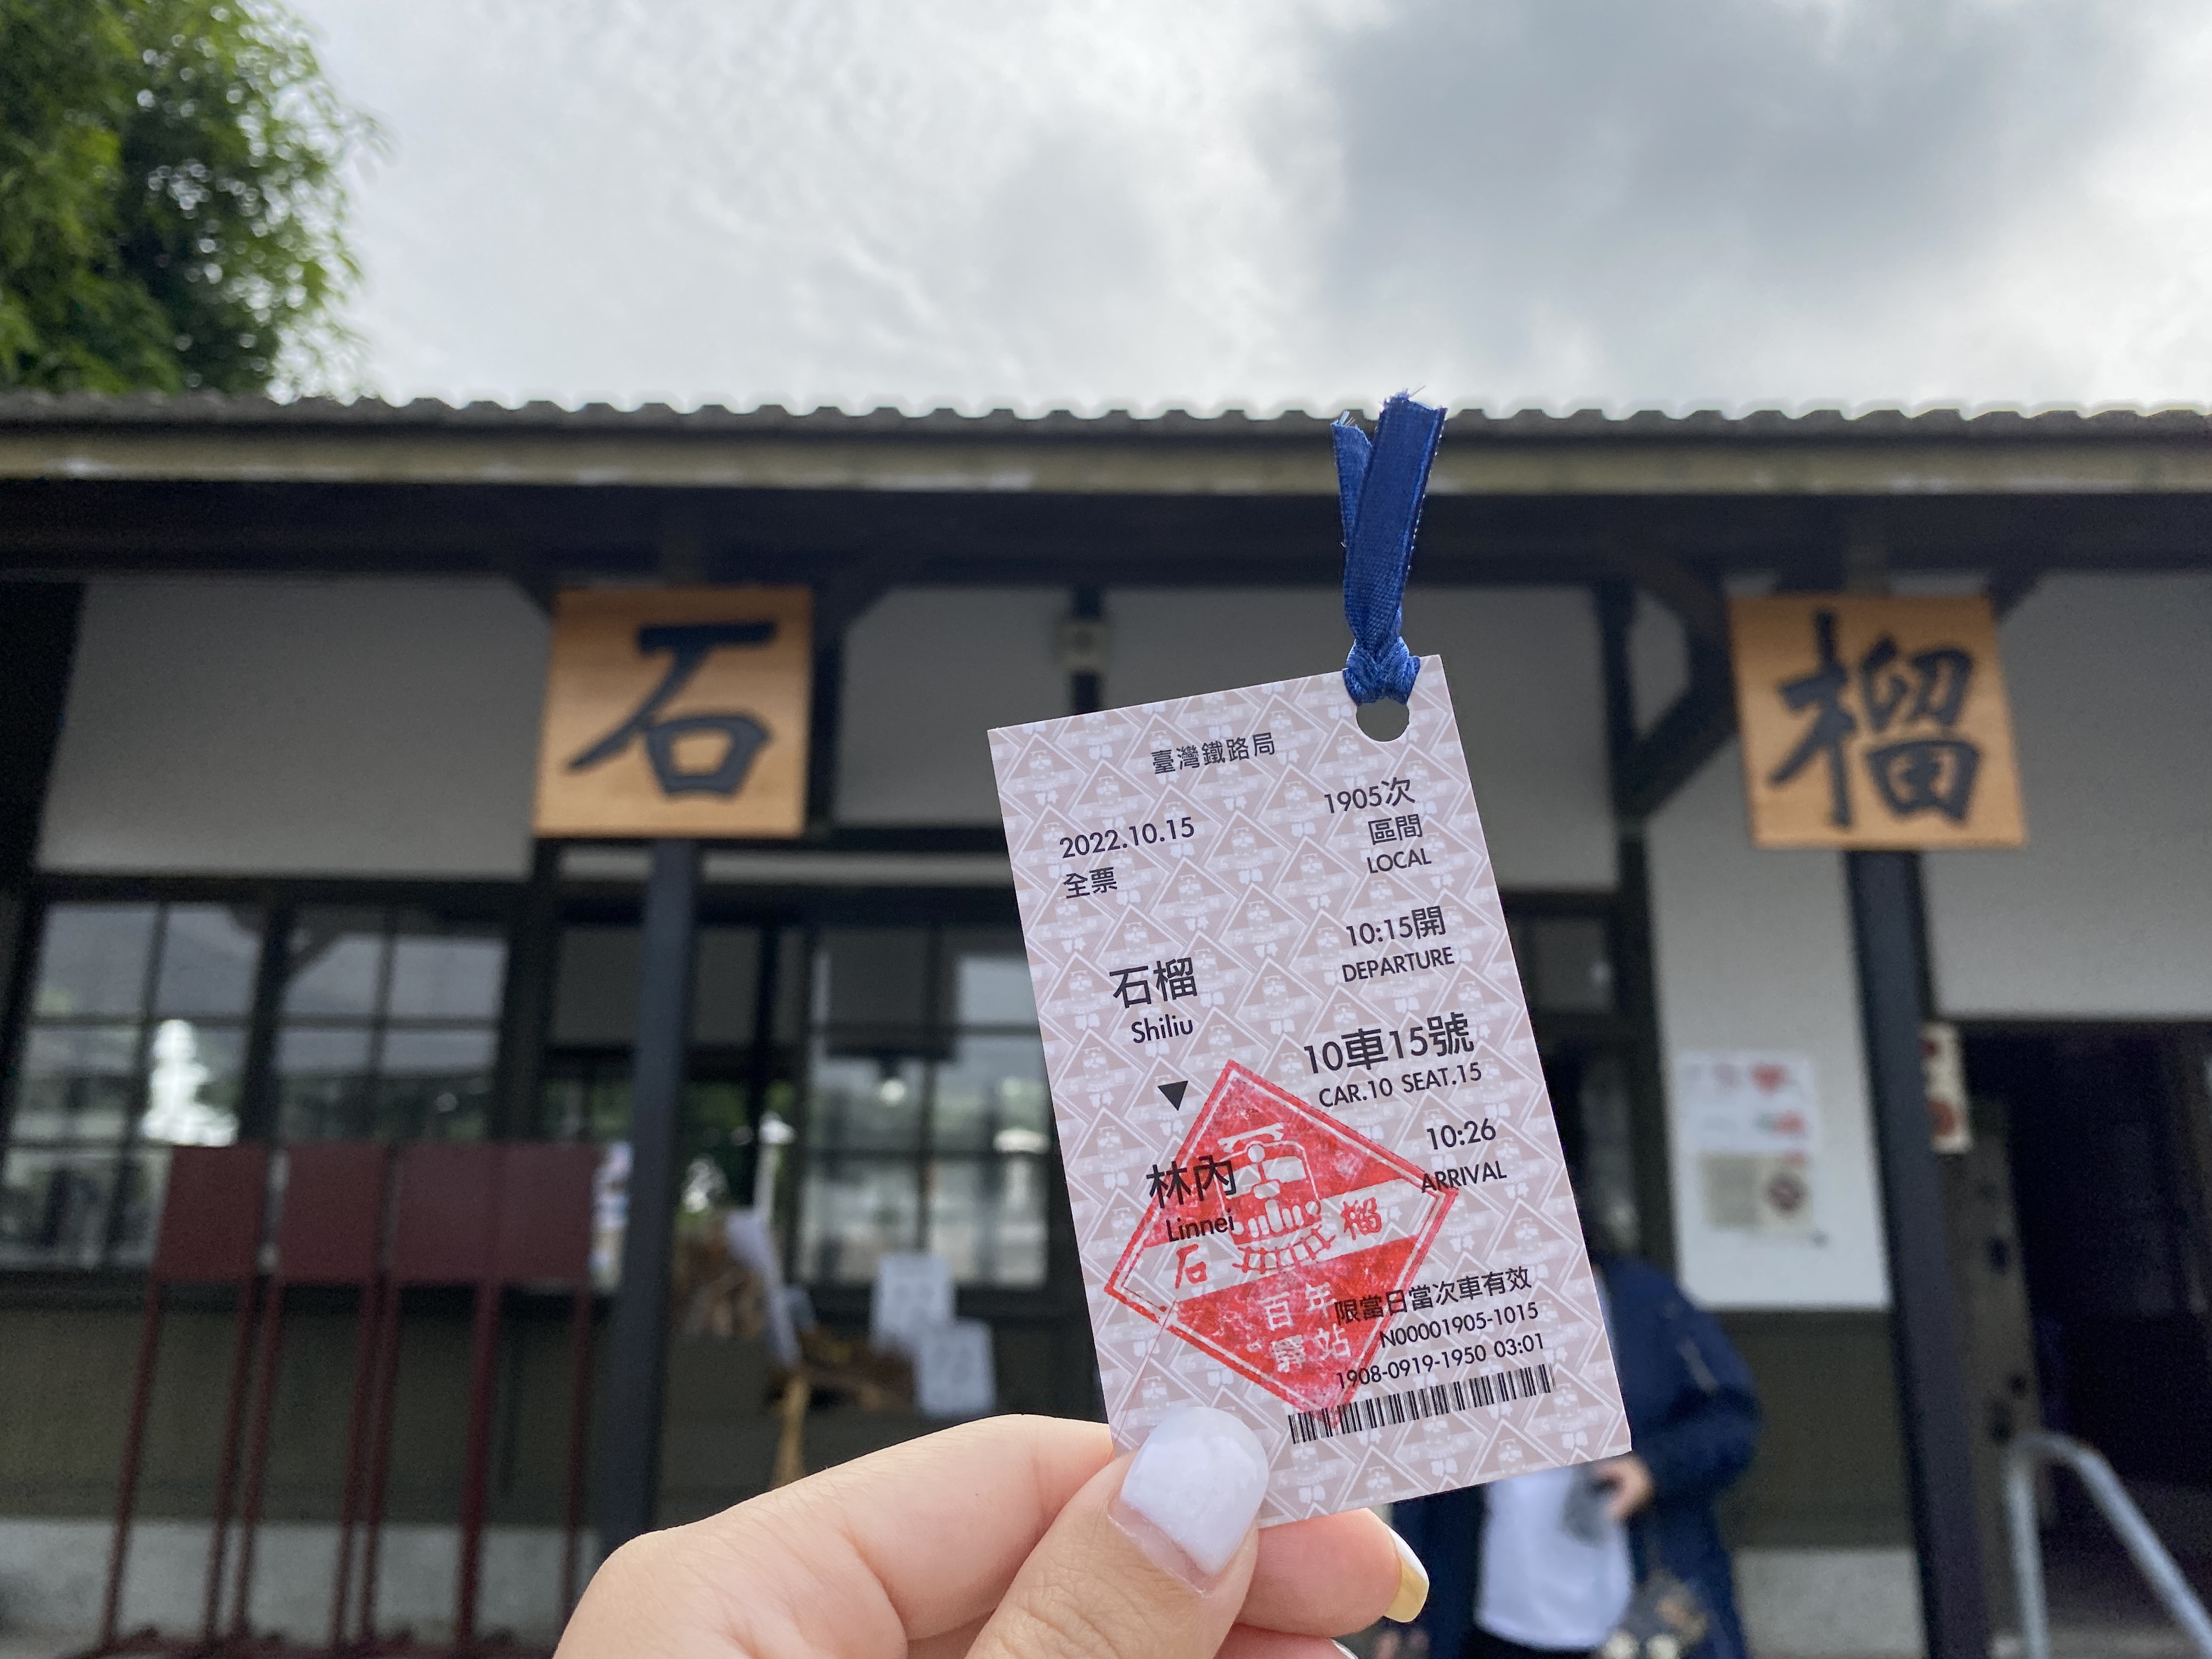 石榴
臺灣鐵路局
1905次
區間
LOCAL
2022.10.15
全票
10:15開
DEPARTURE
石榴
Shiliu
10車15號
CAR.10 SEAT.15
10:26
ARRIVAL
林內
Linnei
石榴
百年
驛站
限當日當次車有效
N00001905-1015
1908-0919-1950 03:01